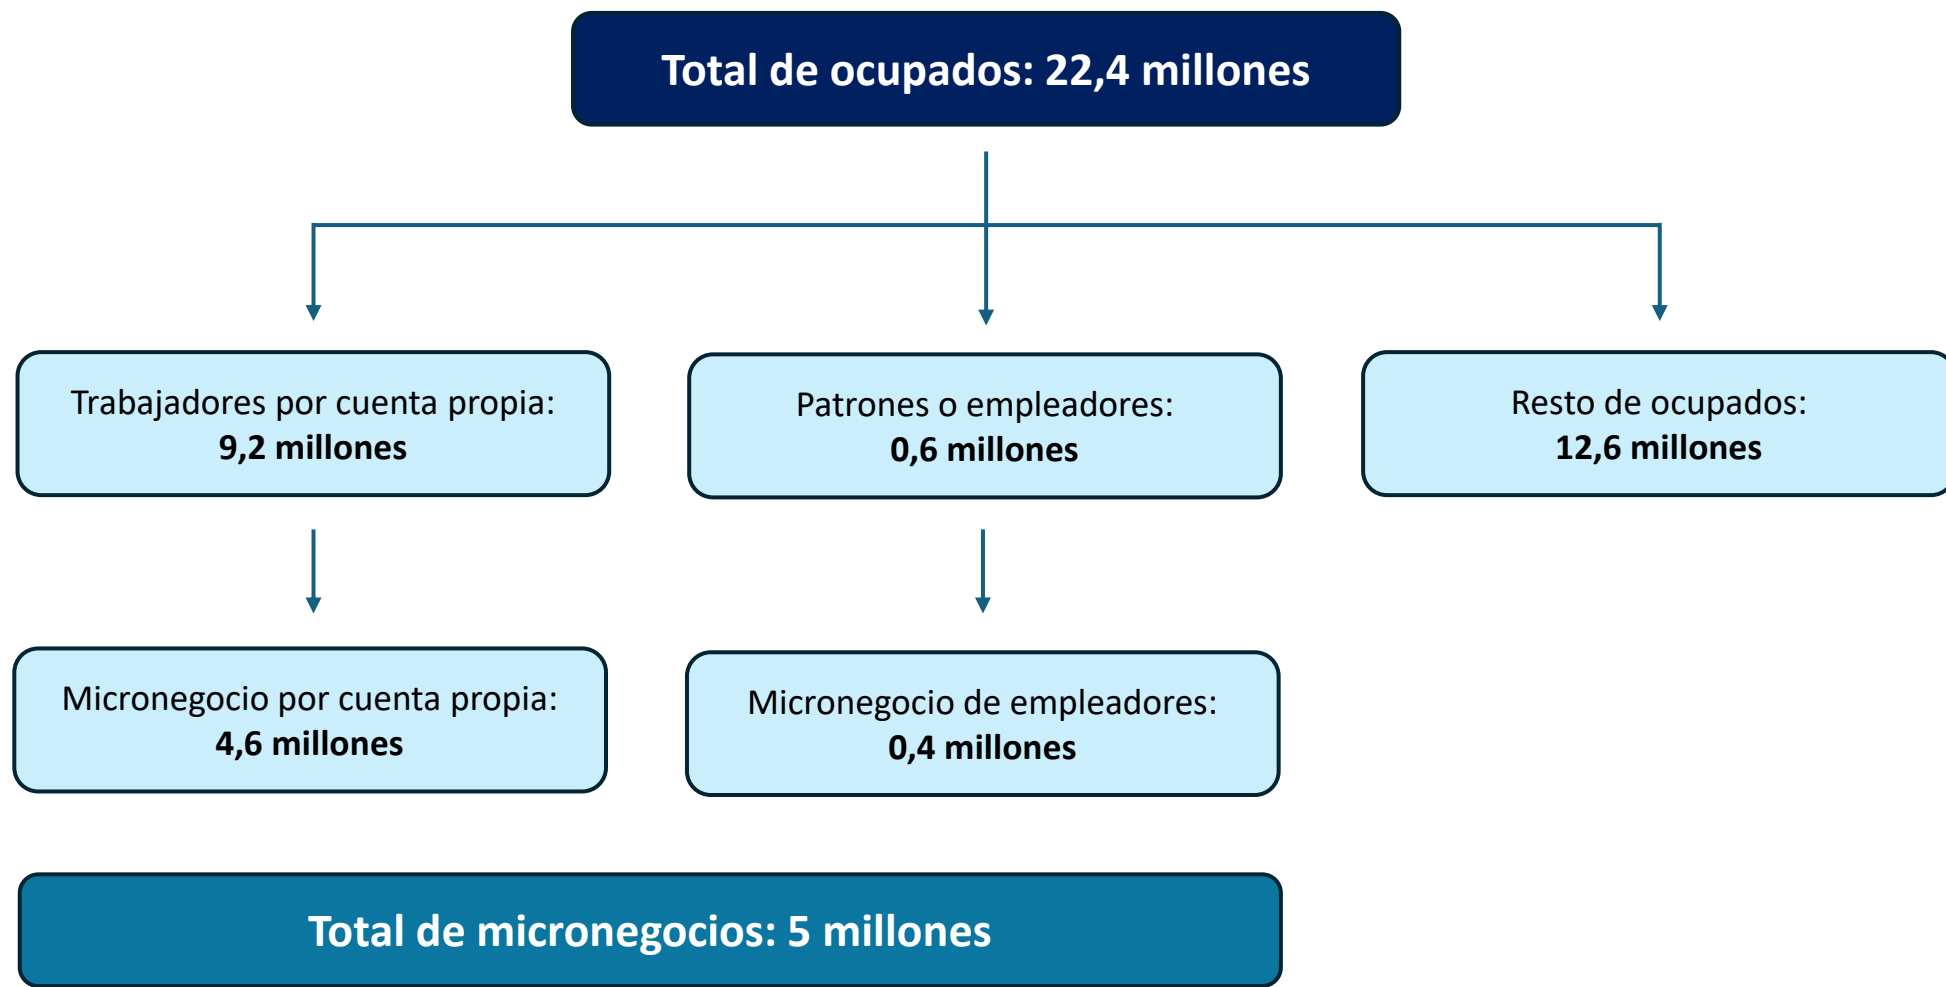 Total de ocupados: 22,4 millones
Trabajadores por cuenta propia:
9,2 millones
Patrones o empleadores:
0,6 millones
Resto de ocupados:
12,6 millones
Micronegocio por cuenta propia:
4,6 millones
Micronegocio de empleadores:
0,4 millones
Total de micronegocios: 5 millones